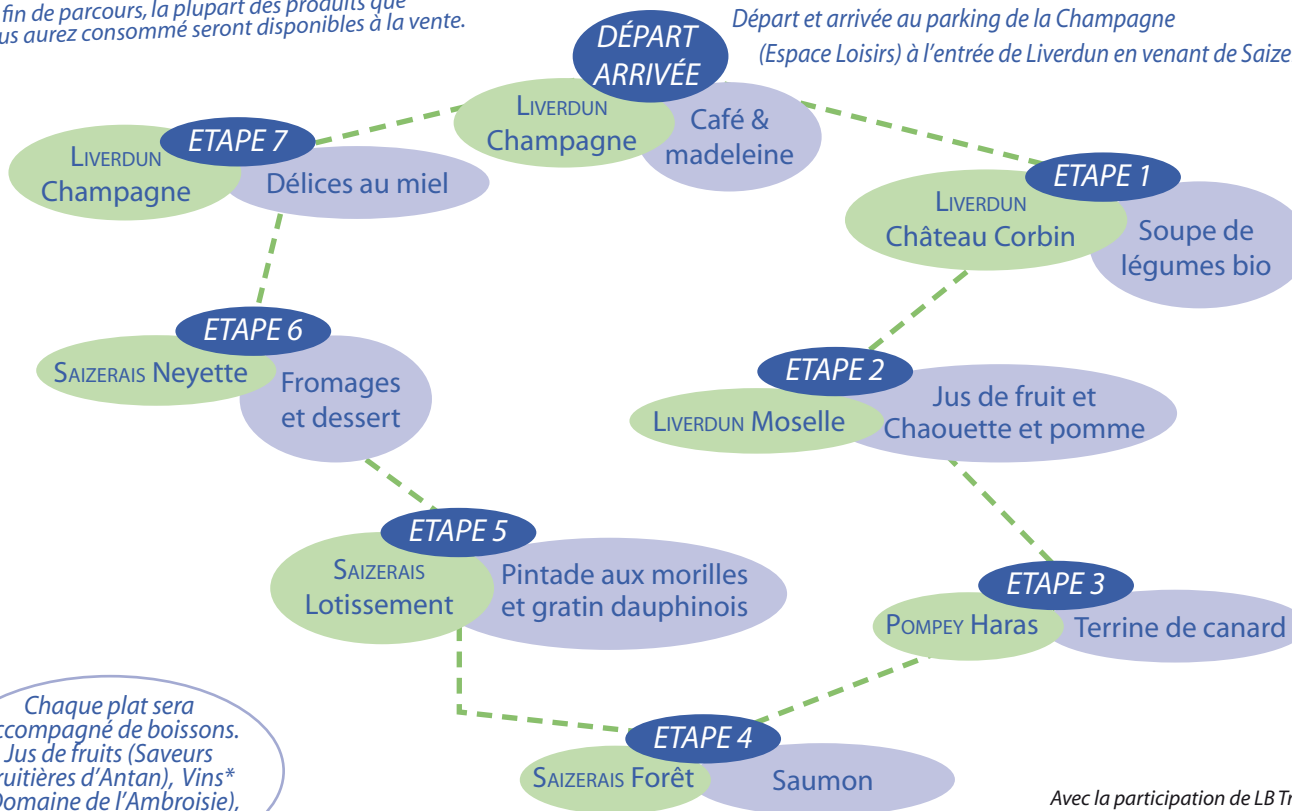 fin de parcours, la plupart des produits que
aurez consommé seront disponibles à la vente.
DÉPART
ARRIVÉE
Départ et arrivée au parking de la Champagne
(Espace Loisirs) à l'entrée de Liverdun en venant de Saize
LIVERDUN
Champagne
Café &
madeleine
ETAPE 7
LIVERDUN
Champagne
Délices au miel
ETAPE 1
LIVERDUN
Château Corbin
Soupe de
légumes bio
ETAPE 6
SAIZERAIS Neyette
Fromages
et dessert
ETAPE 2
LIVERDUN Moselle
Jus de fruit et
Chaouette et pomme
ETAPE 5
SAIZERAIS
Lotissement
Pintade aux morilles
et gratin dauphinois
ETAPE 3
POMPEY Haras
Terrine de canard
ETAPE 4
SAIZERAIS Forêt
Saumon
Chaque plat sera
ccompagné de boissons.
Jus de fruits (Saveurs
ruitières d'Antan), Vins*
Domaine de l'Ambroisie),
Avec la participation de LB Tr